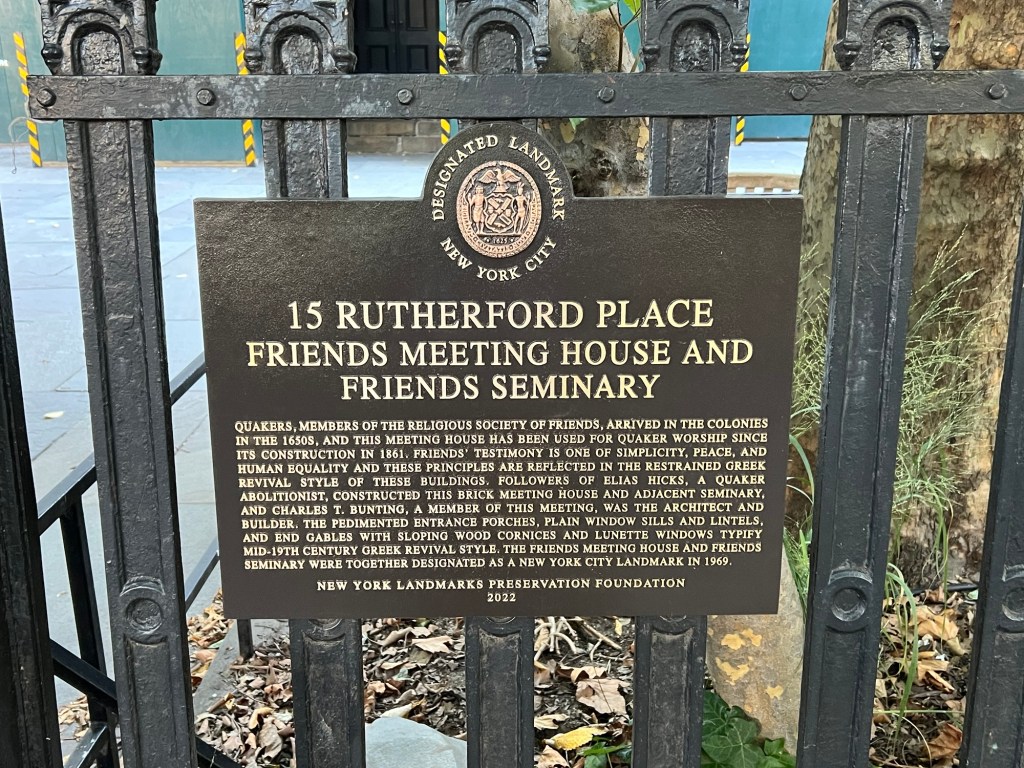 DESIGNATED LANDMARK
NEW YORK CITY
1625
15 RUTHERFORD PLACE
FRIENDS MEETING HOUSE AND
FRIENDS SEMINARY
QUAKERS, MEMBERS OF THE RELIGIOUS SOCIETY OF FRIENDS, ARRIVED IN THE COLONIES
IN THE 1650S, AND THIS MEETING HOUSE HAS BEEN USED FOR QUAKER WORSHIP SINCE
ITS CONSTRUCTION IN 1861. FRIENDS' TESTIMONY IS ONE OF SIMPLICITY, PEACE, AND
HUMAN EQUALITY AND THESE PRINCIPLES ARE REFLECTED IN THE RESTRAINED GREEK
REVIVAL STYLE OF THESE BUILDINGS. FOLLOWERS OF ELIAS HICKS, A QUAKER
ABOLITIONIST, CONSTRUCTED THIS BRICK MEETING HOUSE AND ADJACENT SEMINARY,
AND CHARLES T. BUNTING, A MEMBER OF THIS MEETING, WAS THE ARCHITECT AND
BUILDER. THE PEDIMENTED ENTRANCE PORCHES, PLAIN WINDOW SILLS AND LINTELS,
AND END GABLES WITH SLOPING WOOD CORNICES AND LUNETTE WINDOWS TYPIFY
MID-19TH CENTURY GREEK REVIVAL STYLE. THE FRIENDS MEETING HOUSE AND FRIENDS
SEMINARY WERE TOGETHER DESIGNATED AS A NEW YORK CITY LANDMARK IN 1969.
NEW YORK LANDMARKS PRESERVATION FOUNDATION
2022